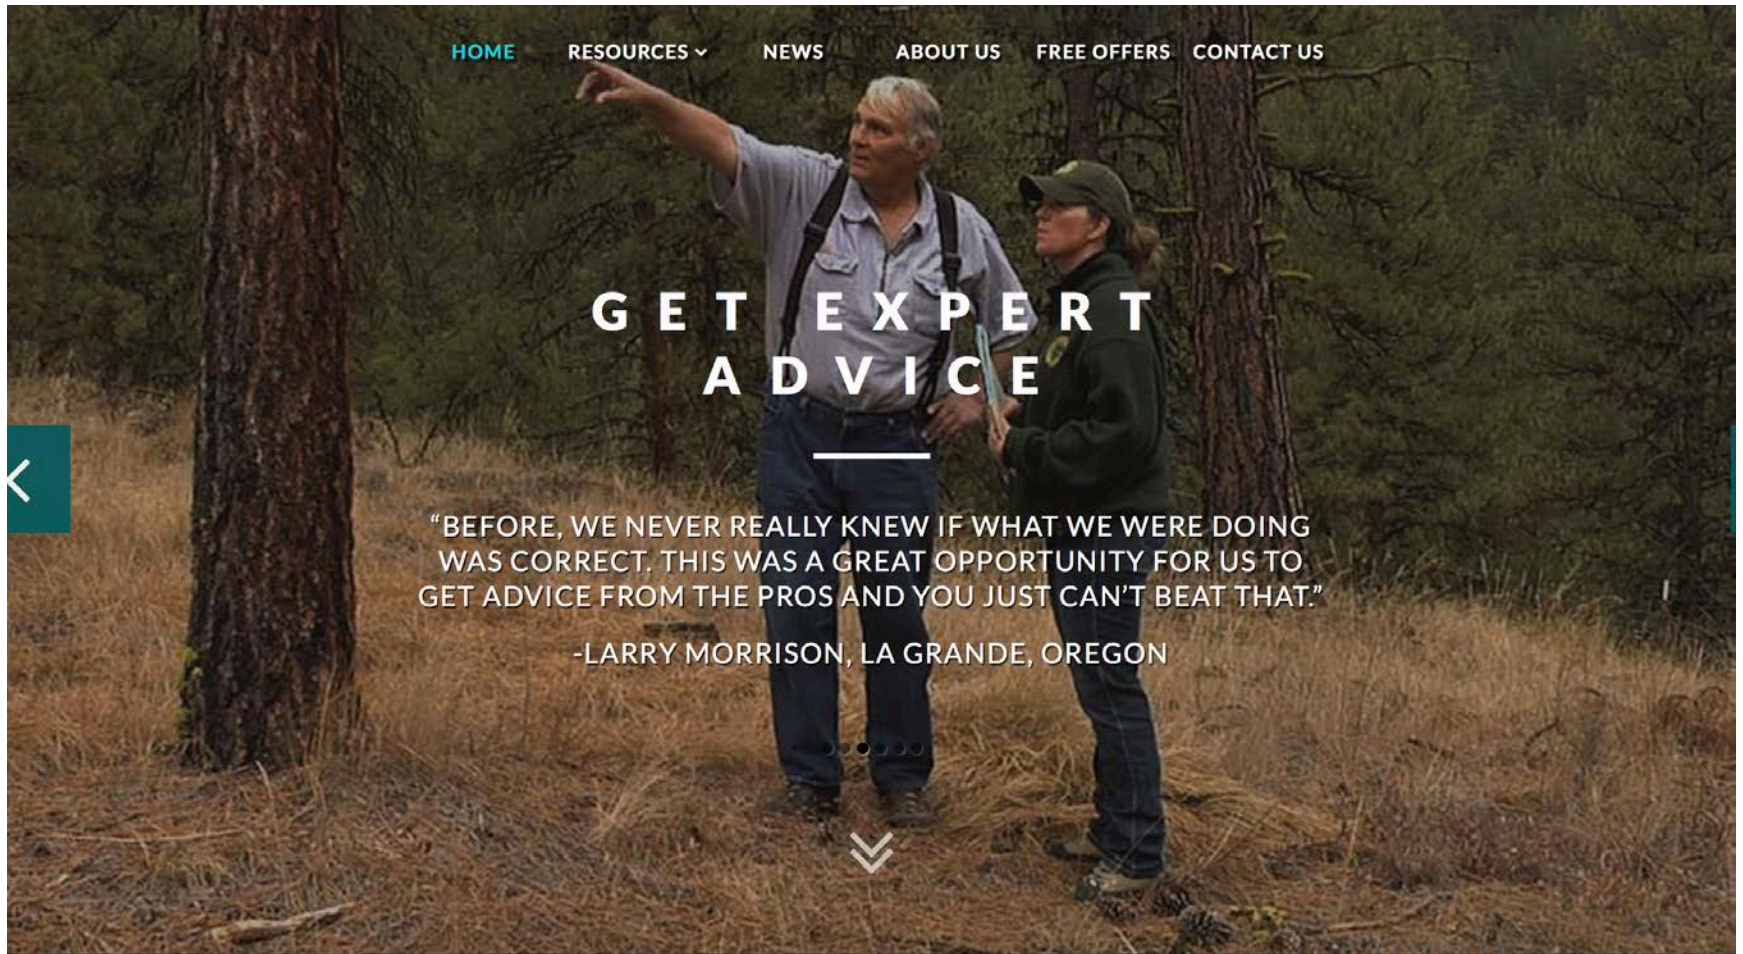 HOME RESOURCES NEWS ABOUT US FREE OFFERS CONTACT US
GET EXPERT
ADVICE
“BEFORE, WE NEVER REALLY KNEW IF WHAT WE WERE DOING
WAS CORRECT. THIS WAS A GREAT OPPORTUNITY FOR US TO
GET ADVICE FROM THE PROS AND YOU JUST CAN’T BEAT THAT.”
-LARRY MORRISON, LA GRANDE, OREGON